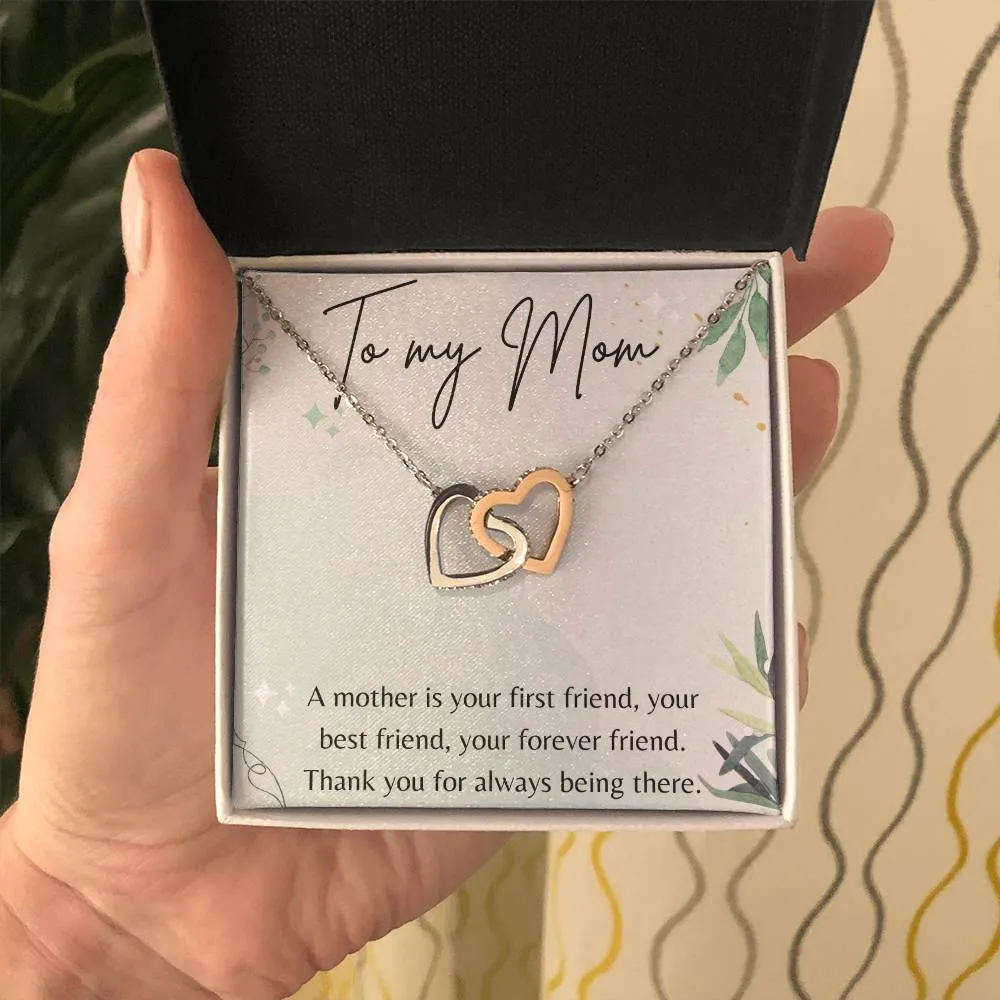 To my Mom
A mother is your first friend, your
best friend, your forever friend.
Thank you for always being there.